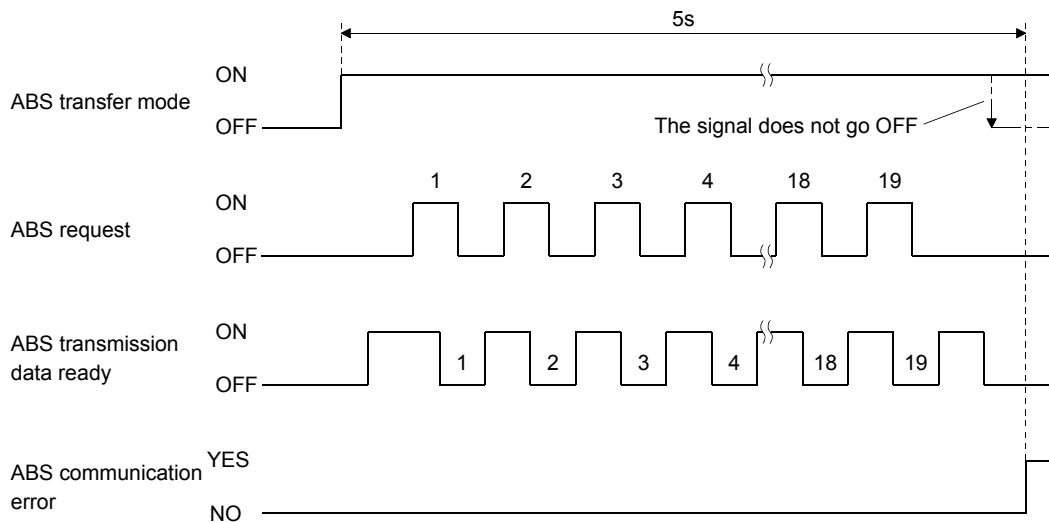 5s
ON
ABS transfer mode
OFF
The signal does not go OFF
1 2 3 4 18 19
ON
ABS request
OFF
ON
ABS transmission
data ready
1 2 3 4 18 19
OFF
YES
ABS communication
error
NO